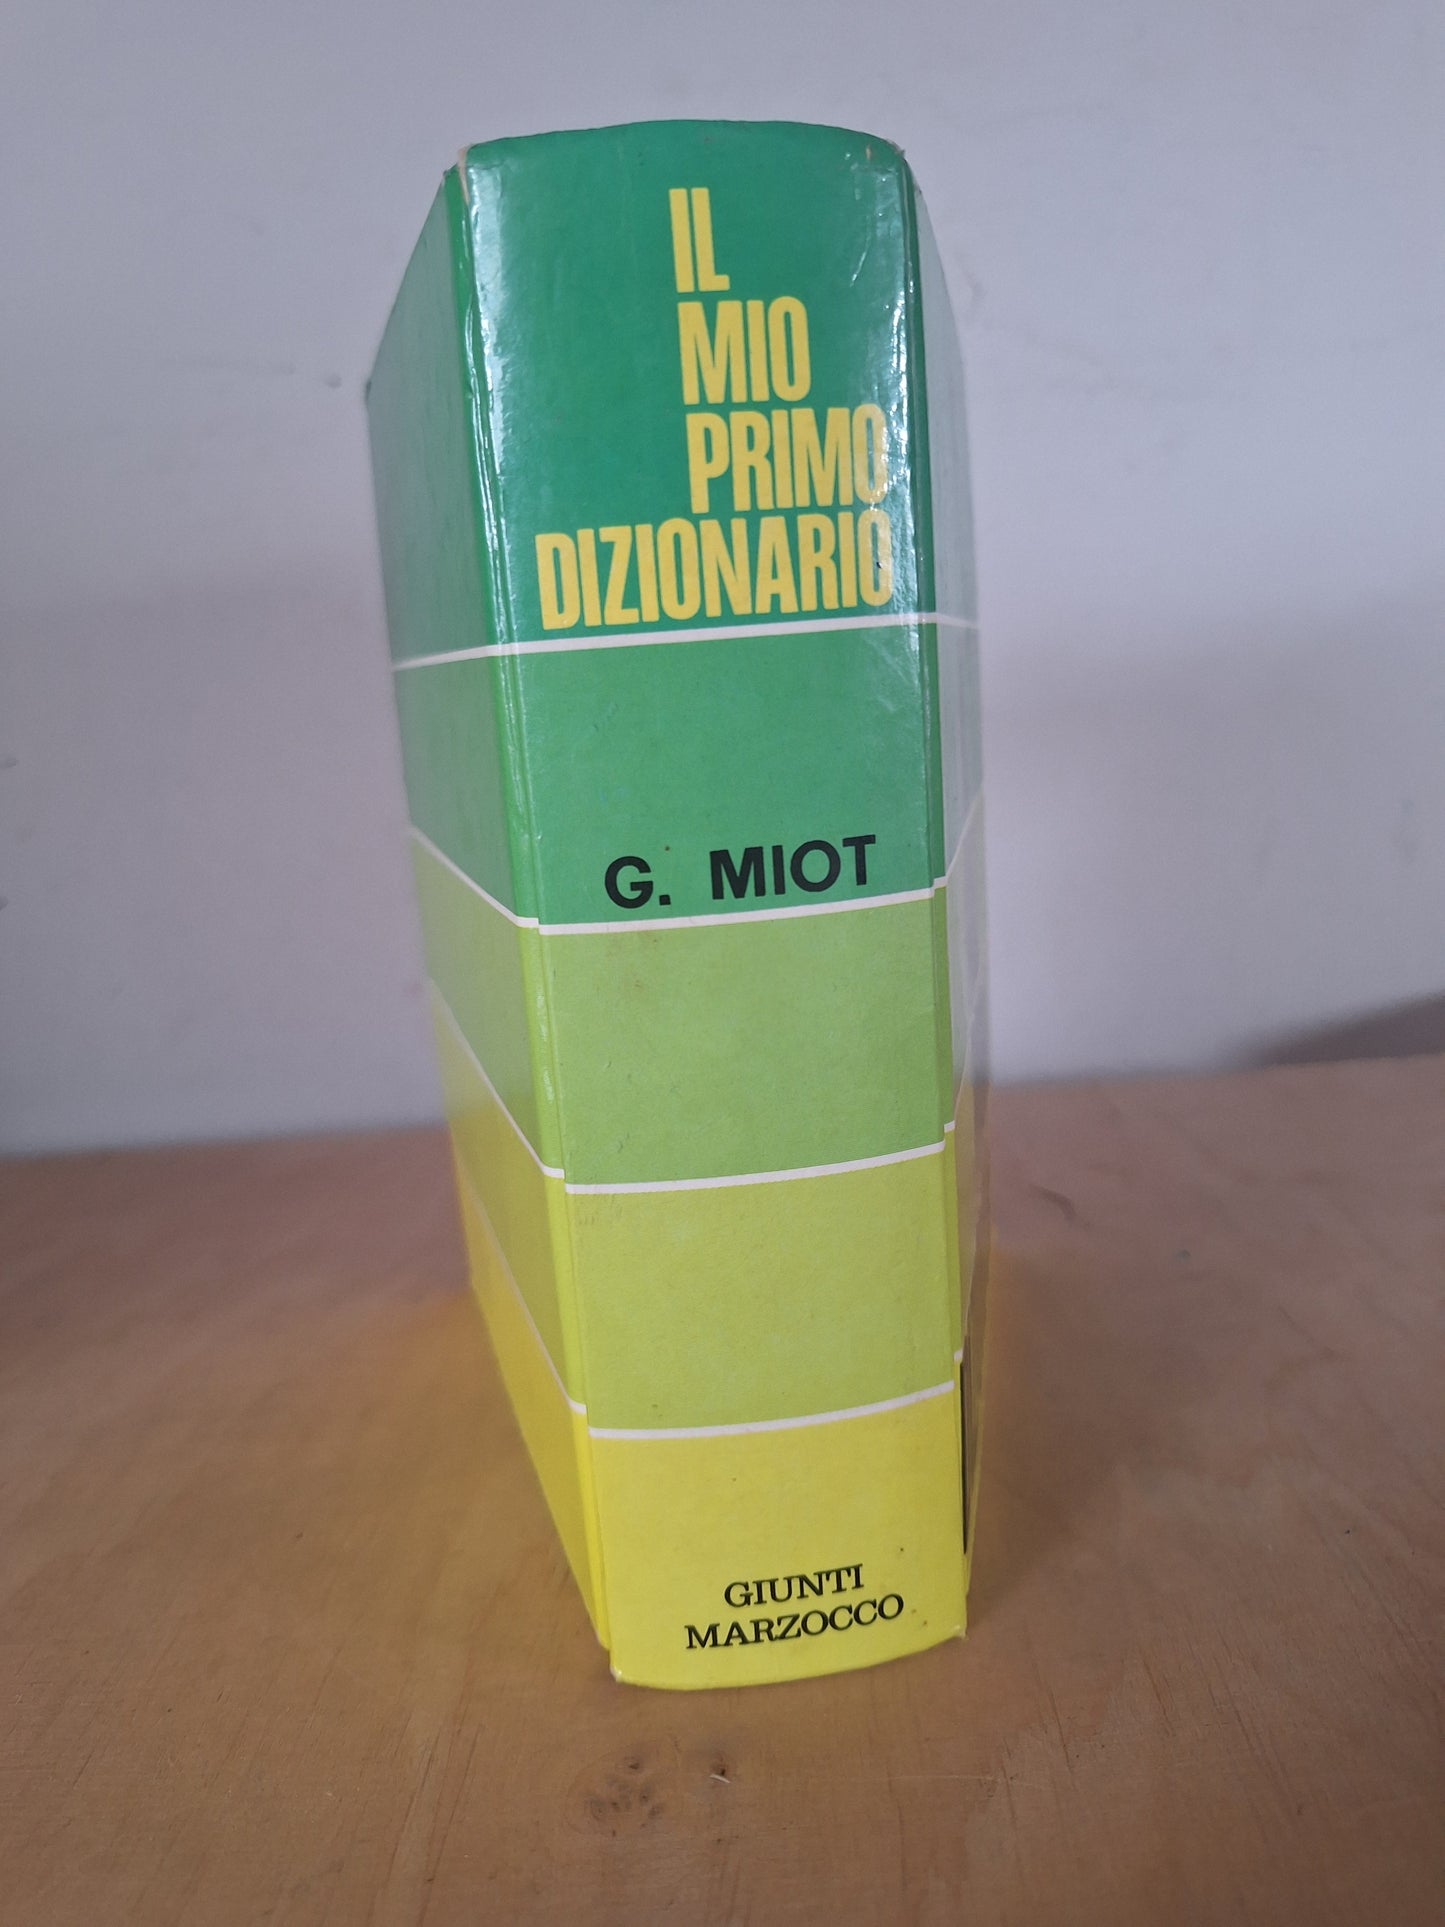 IL
MIO
PRIMO
DIZIONARIO
G. MIOT
GIUNTI
MARZOCCO